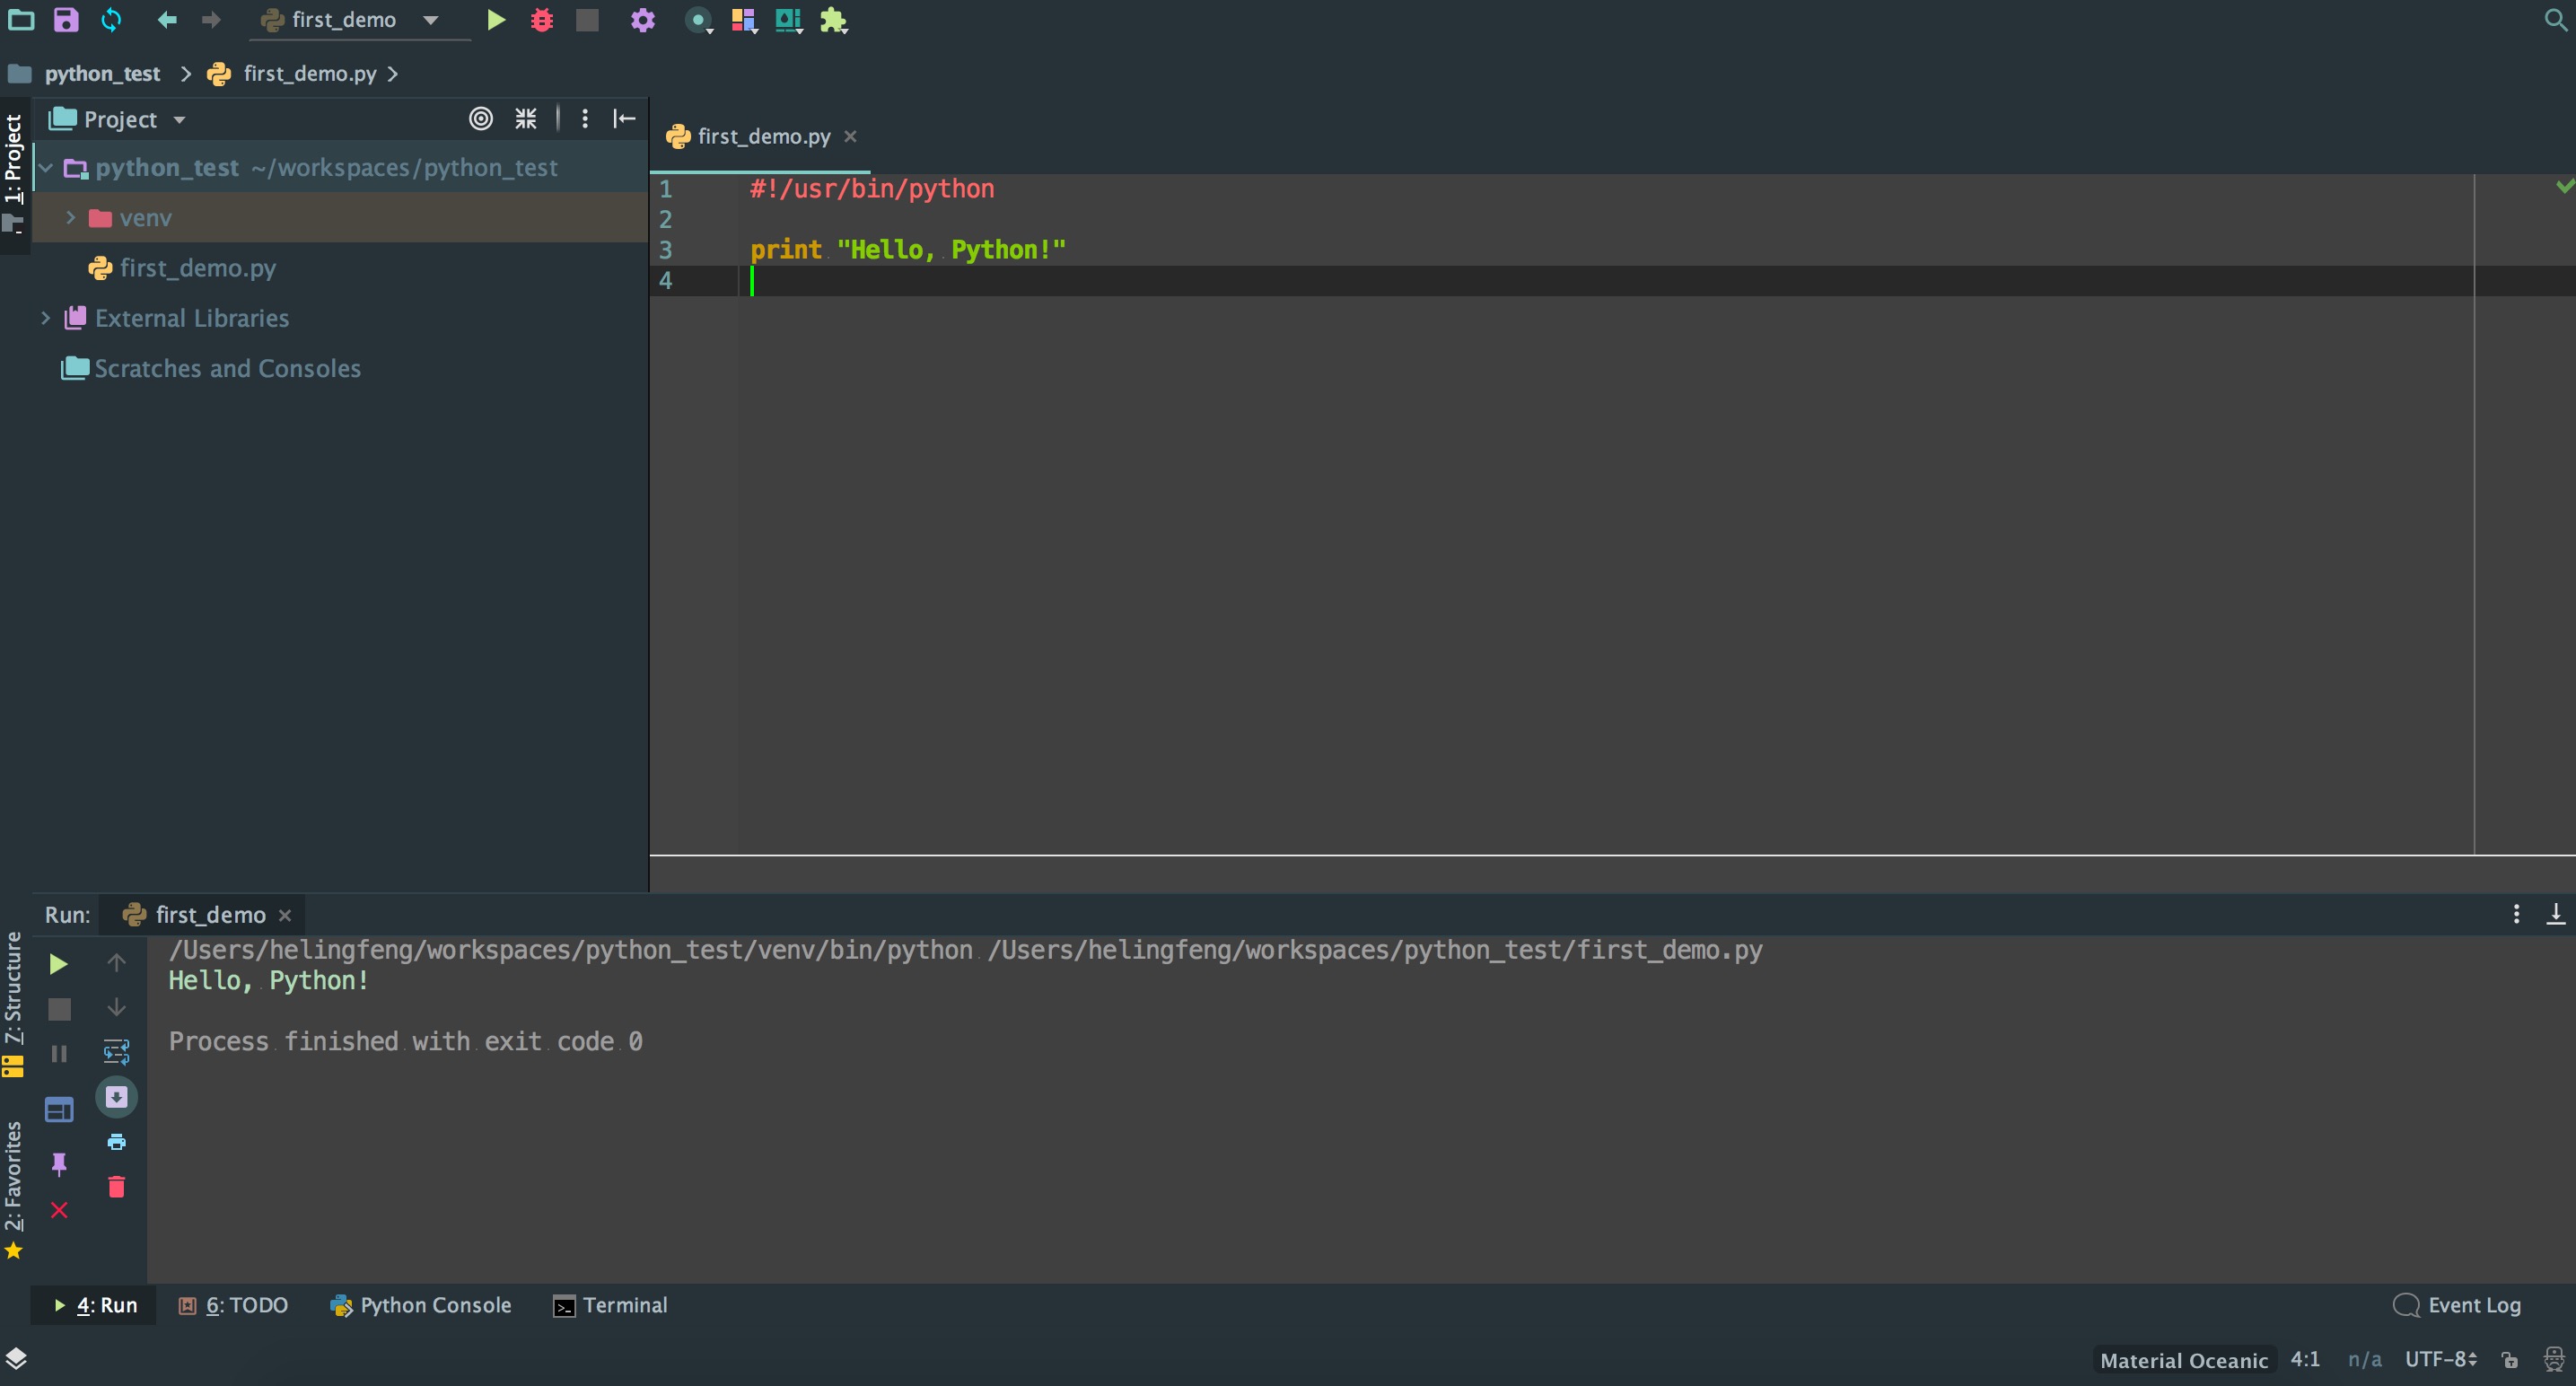 first_demo
python_test > first_demo.py >
1: Project
Project
python_test ~/workspaces/python_test
venv
first_demo.py
External Libraries
Scratches and Consoles
first_demo.py
1 #!/usr/bin/python
2
3 print "Hello, Python!"
4
Run: first_demo
/Users/helingfeng/workspaces/python_test/venv/bin/python /Users/helingfeng/workspaces/python_test/first_demo.py
Hello, Python!
Process finished with exit code 0
7: Structure
2: Favorites
4: Run 6: TODO Python Console Terminal Event Log
Material Oceanic 4:1 n/a UTF-8